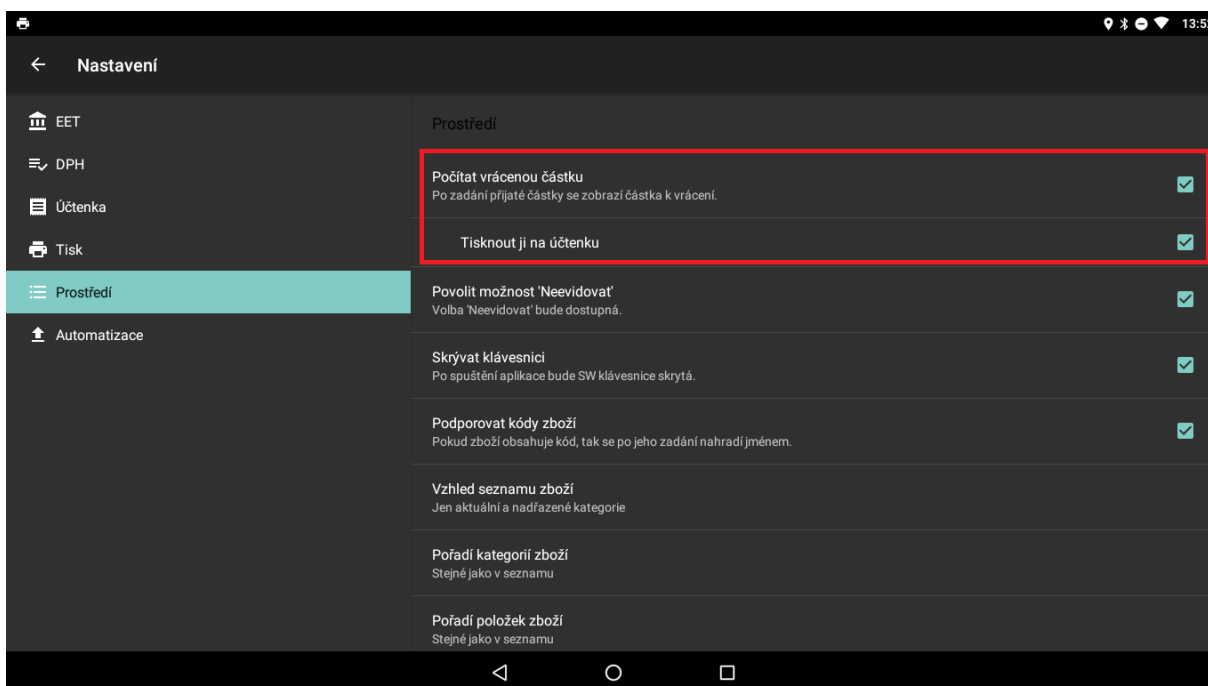 13:5
Nastavení
EET
DPH
Účtenka
Tisk
Prostředí
Automatizace
Prostředí
Počítat vrácenou částku
Po zadání přijaté částky se zobrazí částka k vrácení.
Tisknout ji na účtenku
Povolit možnost 'Neevidovat'
Volba 'Neevidovat' bude dostupná.
Skrývat klávesnici
Po spuštění aplikace bude SW klávesnice skrytá.
Podporovat kódy zboží
Pokud zboží obsahuje kód, tak se po jeho zadání nahradí jménem.
Vzhled seznamu zboží
Jen aktuální a nadřazené kategorie
Pořadí kategorií zboží
Stejné jako v seznamu
Pořadí položek zboží
Stejné jako v seznamu